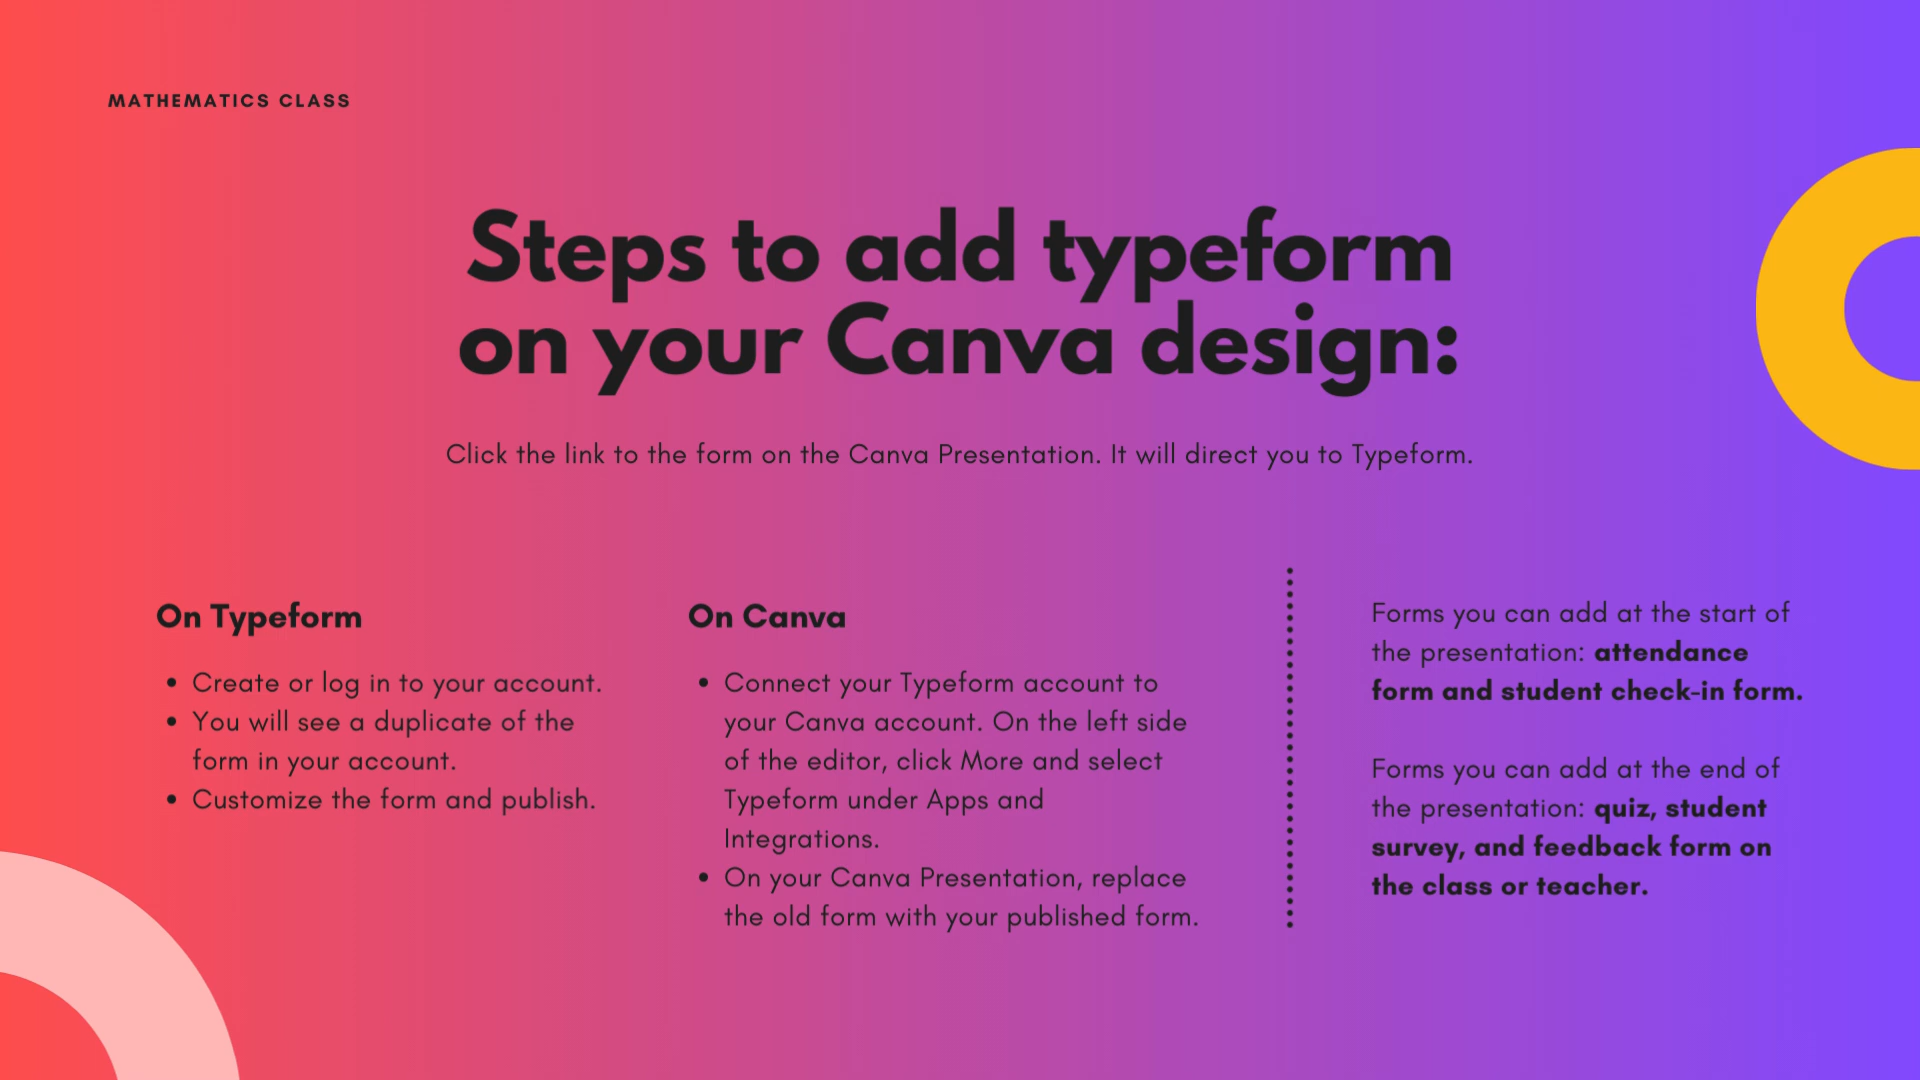 MATHEMATICS CLASS
Steps to add typeform
on your Canva design:
Click the link to the form on the Canva Presentation. It will direct you to Typeform.
On Typeform
• Create or log in to your account.
• You will see a duplicate of the
form in your account.
• Customize the form and publish.
On Canva
• Connect your Typeform account to
your Canva account. On the left side
of the editor, click More and select
Typeform under Apps and
Integrations.
• On your Canva Presentation, replace
the old form with your published form.
Forms you can add at the start of
the presentation: attendance
form and student check-in form.
Forms you can add at the end of
the presentation: quiz, student
survey, and feedback form on
the class or teacher.